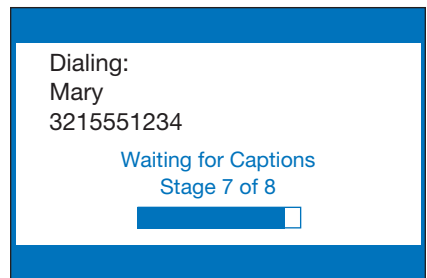 Dialing:
Mary
3215551234
Waiting for Captions
Stage 7 of 8